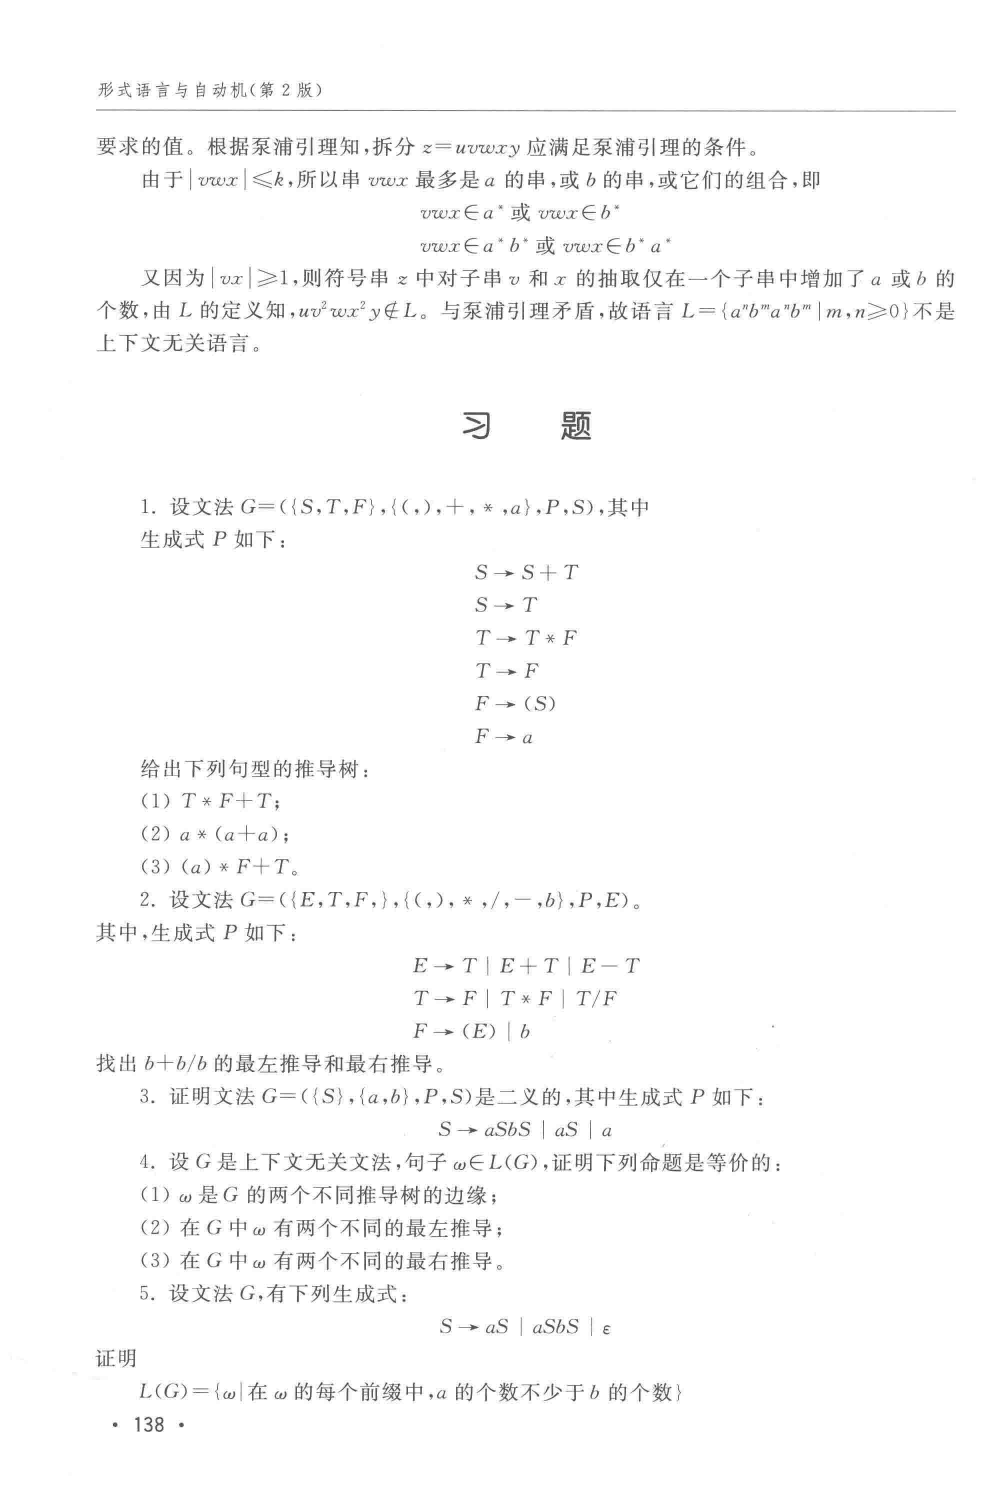 形式语言与自动机(第 2 版)
要求的值。根据泵浦引理知,拆分 z=uvwxy 应满足泵浦引理的条件。
由于|vwx|≤k,所以串 vwx 最多是 a 的串,或 b 的串,或它们的组合,即
vwx∈a* 或 vwx∈b*
vwx∈a*b* 或 vwx∈b*a*
又因为|vx|≥1,则符号串 z 中对子串 v 和 x 的抽取仅在一个子串中增加了 a 或 b 的
个数,由 L 的定义知,uv²wx²y∉L。与泵浦引理矛盾,故语言 L={aⁿbᵐaⁿbᵐ|m,n≥0}不是
上下文无关语言。
习 题
1. 设文法 G=({S,T,F},{(,),+,*,a},P,S),其中
生成式 P 如下:
S→S+T
S→T
T→T*F
T→F
F→(S)
F→a
给出下列句型的推导树:
(1) T*F+T;
(2) a*(a+a);
(3) (a)*F+T。
2. 设文法 G=({E,T,F,},{(,),*,/,-,b},P,E)。
其中,生成式 P 如下:
E→T|E+T|E-T
T→F|T*F|T/F
F→(E)|b
找出 b+b/b 的最左推导和最右推导。
3. 证明文法 G=({S},{a,b},P,S)是二义的,其中生成式 P 如下:
S→aSbS|aS|a
4. 设 G 是上下文无关文法,句子 ω∈L(G),证明下列命题是等价的:
(1) ω 是 G 的两个不同推导树的边缘;
(2) 在 G 中 ω 有两个不同的最左推导;
(3) 在 G 中 ω 有两个不同的最右推导。
5. 设文法 G,有下列生成式:
S→aS|aSbS|ε
证明
L(G)={ω|在 ω 的每个前缀中,a 的个数不少于 b 的个数}
· 138 ·